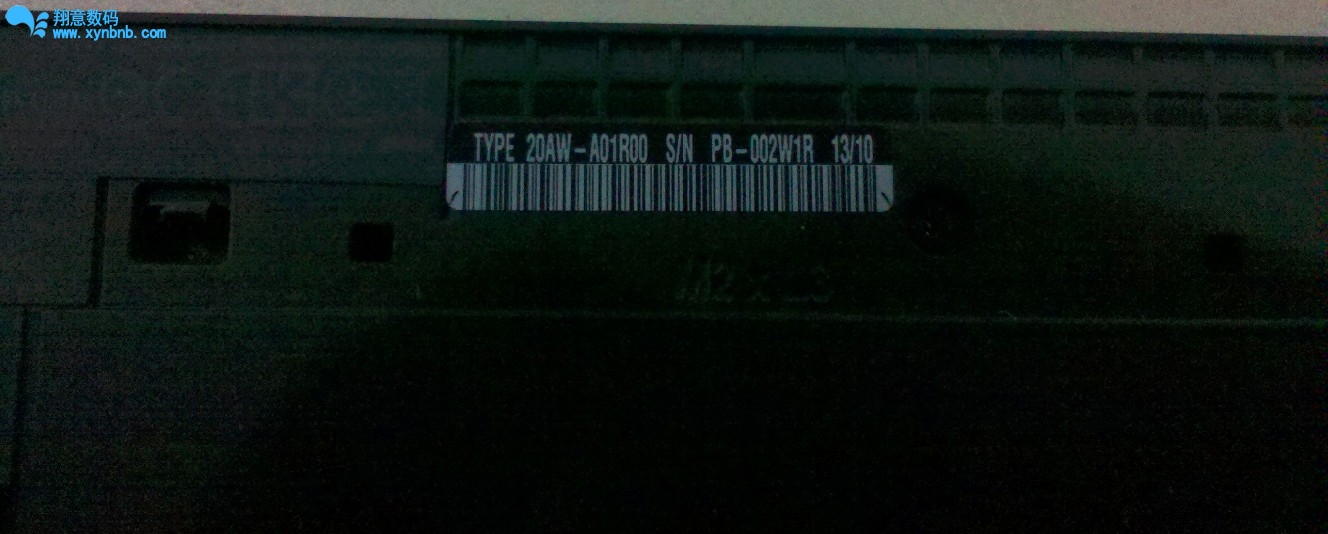 翔意数码
www.xynbnb.com
TYPE 20AW-A01R00 S/N PB-002W1R 13/10